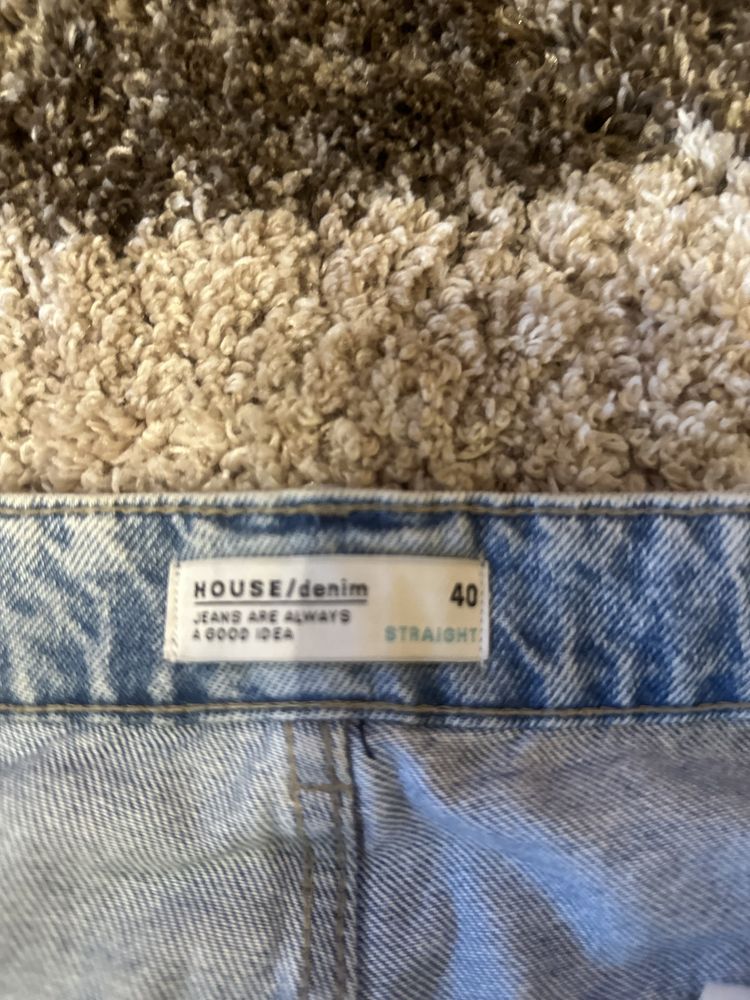 HOUSE/denim
JEANS ARE ALWAYS
A GOOD IDEA
40
STRAIGHT